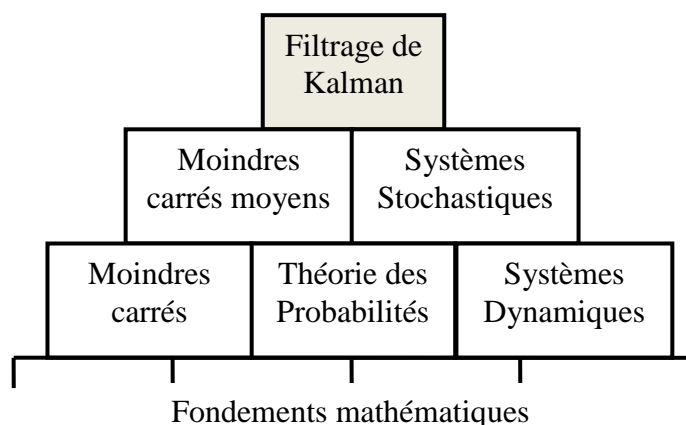 Filtrage de
Kalman
Moindres
carrés moyens
Systèmes
Stochastiques
Moindres
carrés
Théorie des
Probabilités
Systèmes
Dynamiques
Fondements mathématiques